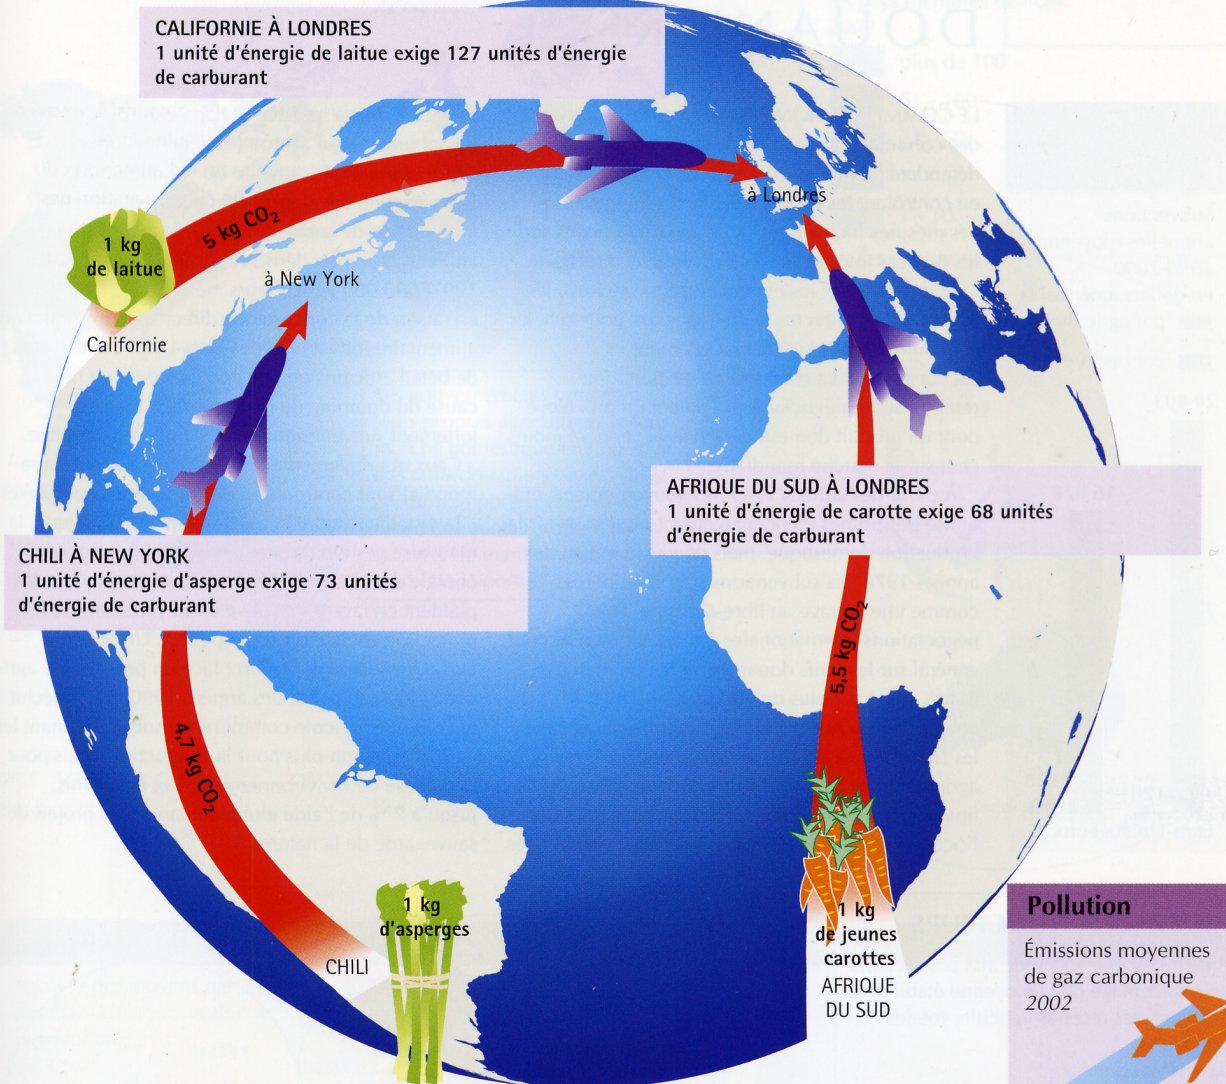 CALIFORNIE À LONDRES
1 unité d'énergie de laitue exige 127 unités d'énergie
de carburant
à Londres
5 kg CO₂
1 kg
de laitue
à New York
Californie
AFRIQUE DU SUD À LONDRES
1 unité d'énergie de carotte exige 68 unités
d'énergie de carburant
CHILI À NEW YORK
1 unité d'énergie d'asperge exige 73 unités
d'énergie de carburant
5,5 kg CO₂
4,7 kg CO₂
1 kg
d'asperges
CHILI
1 kg
de jeunes
carottes
AFRIQUE
DU SUD
Pollution
Émissions moyennes
de gaz carbonique
2002